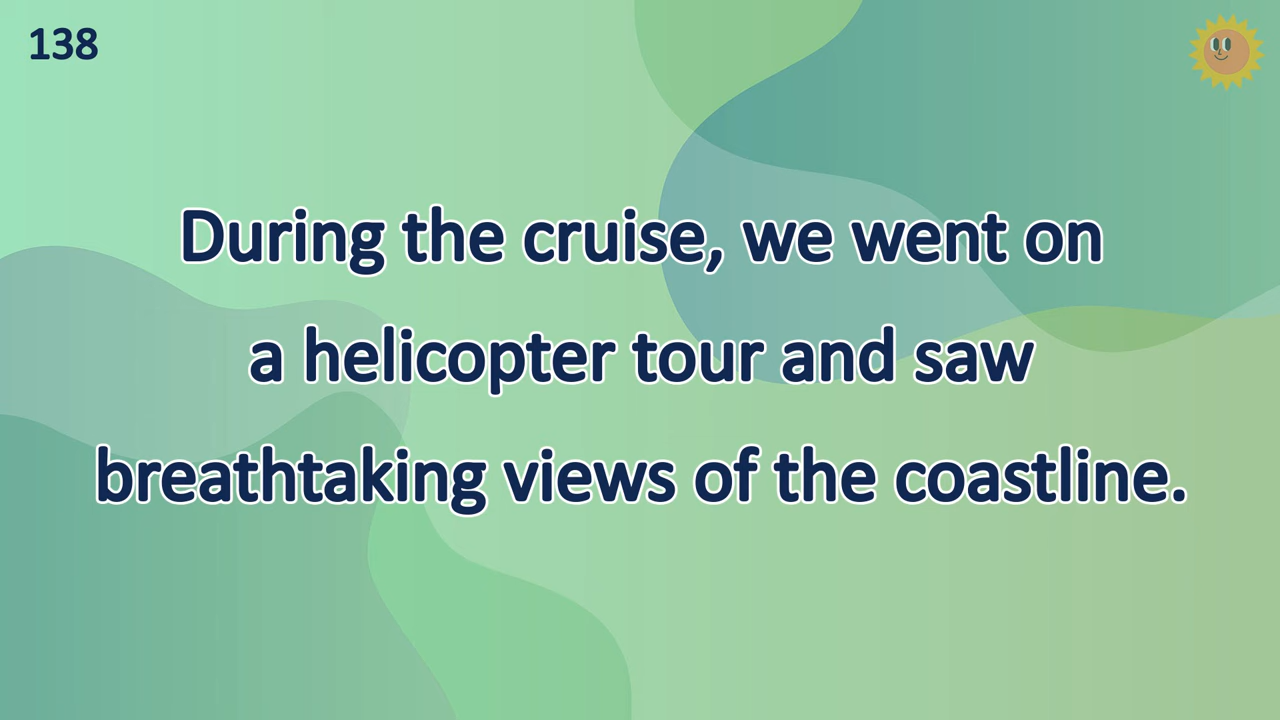 138
During the cruise, we went on
a helicopter tour and saw
breathtaking views of the coastline.